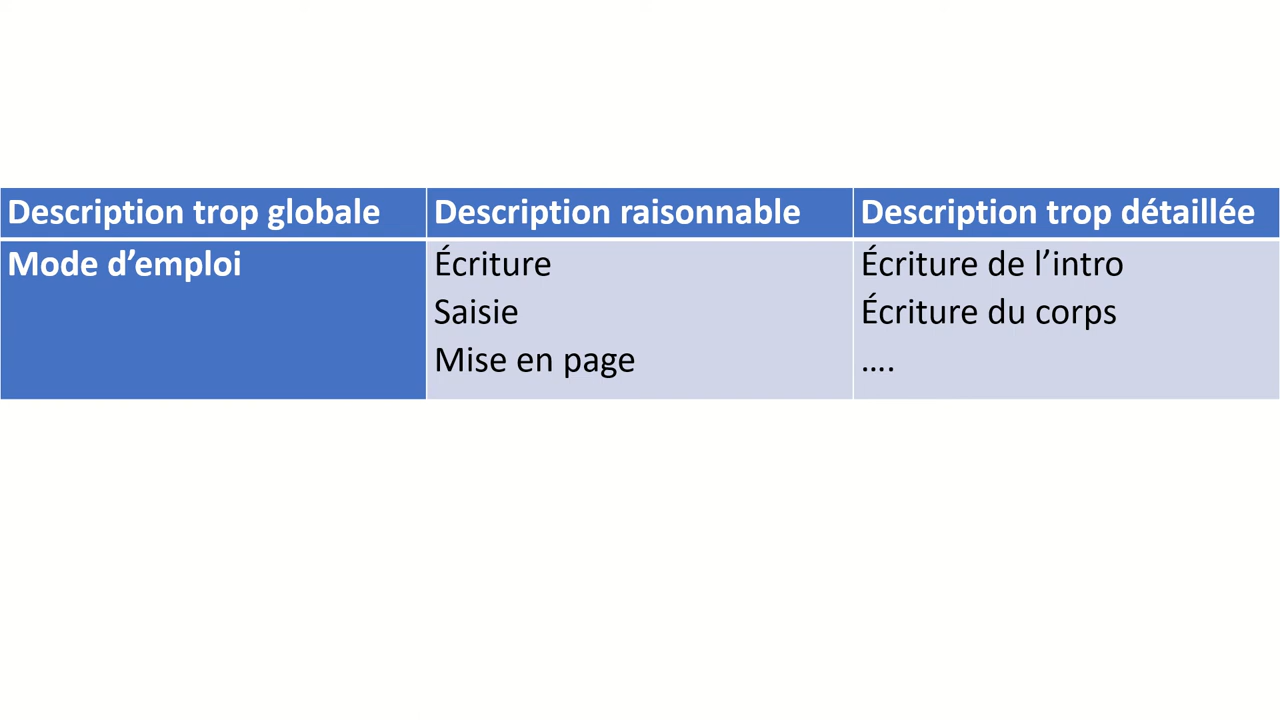 Description trop globale
Description raisonnable
Description trop détaillée
Mode d’emploi
Écriture
Saisie
Mise en page
Écriture de l’intro
Écriture du corps
....